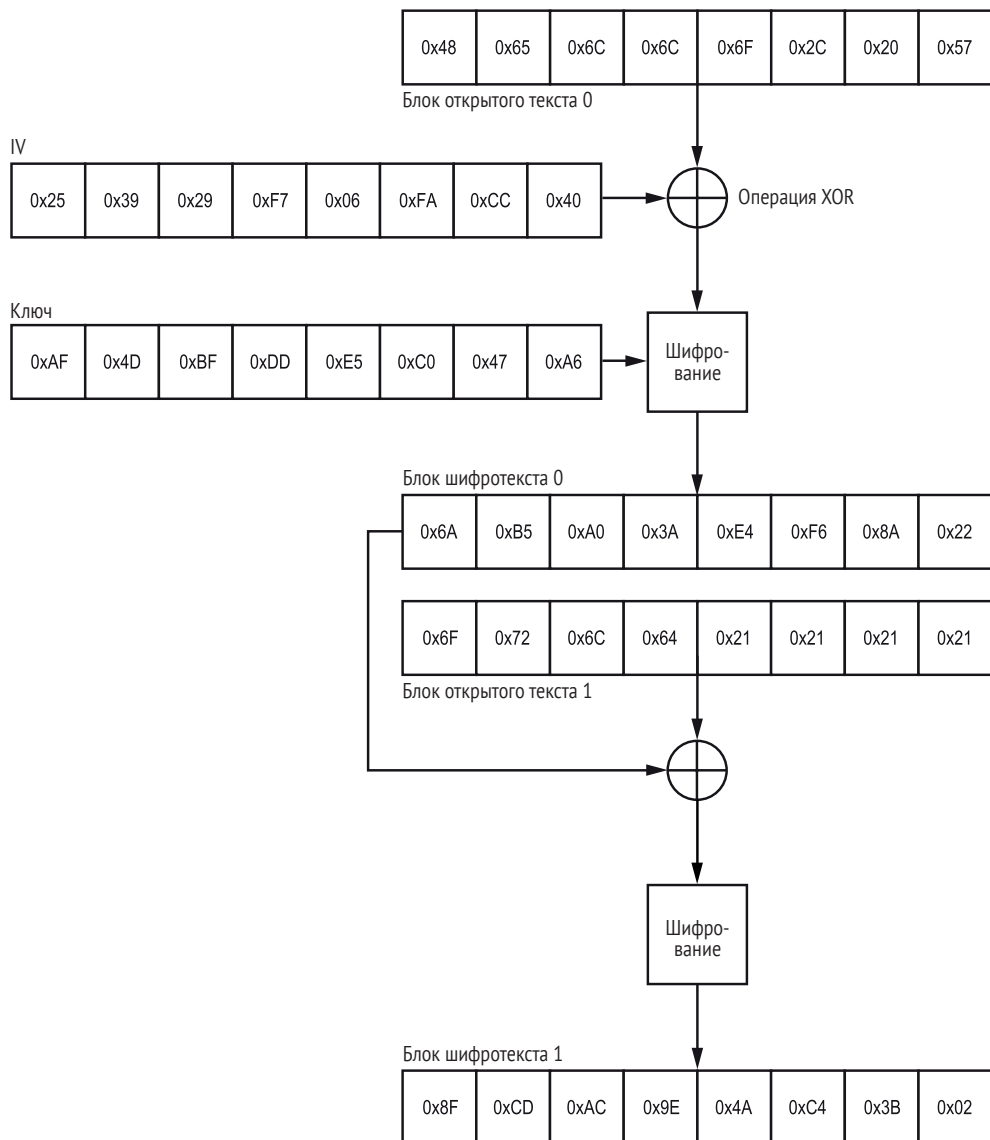 0x48 0x65 0x6C 0x6C 0x6F 0x2C 0x20 0x57
Блок открытого текста 0
IV
0x25 0x39 0x29 0xF7 0x06 0xFA 0xCC 0x40
Операция XOR
Ключ
0xAF 0x4D 0xBF 0xDD 0xE5 0xC0 0x47 0xA6
Шифро-
вание
Блок шифротекста 0
0x6A 0xB5 0xA0 0x3A 0xE4 0xF6 0x8A 0x22
0x6F 0x72 0x6C 0x64 0x21 0x21 0x21 0x21
Блок открытого текста 1
Шифро-
вание
Блок шифротекста 1
0x8F 0xCD 0xAC 0x9E 0x4A 0xC4 0x3B 0x02